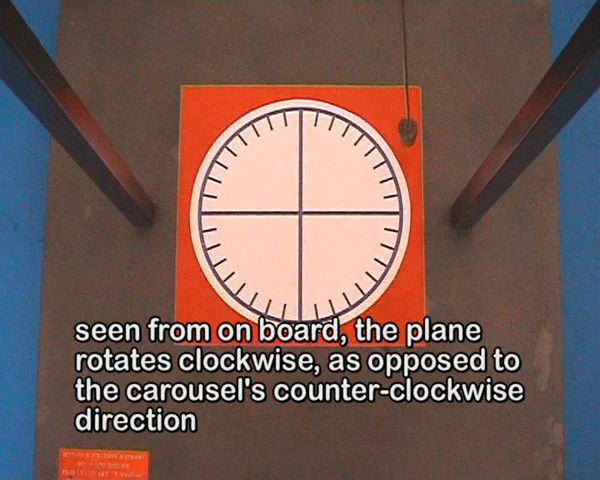 seen from on board, the plane
rotates clockwise, as opposed to
the carousel's counter-clockwise
direction